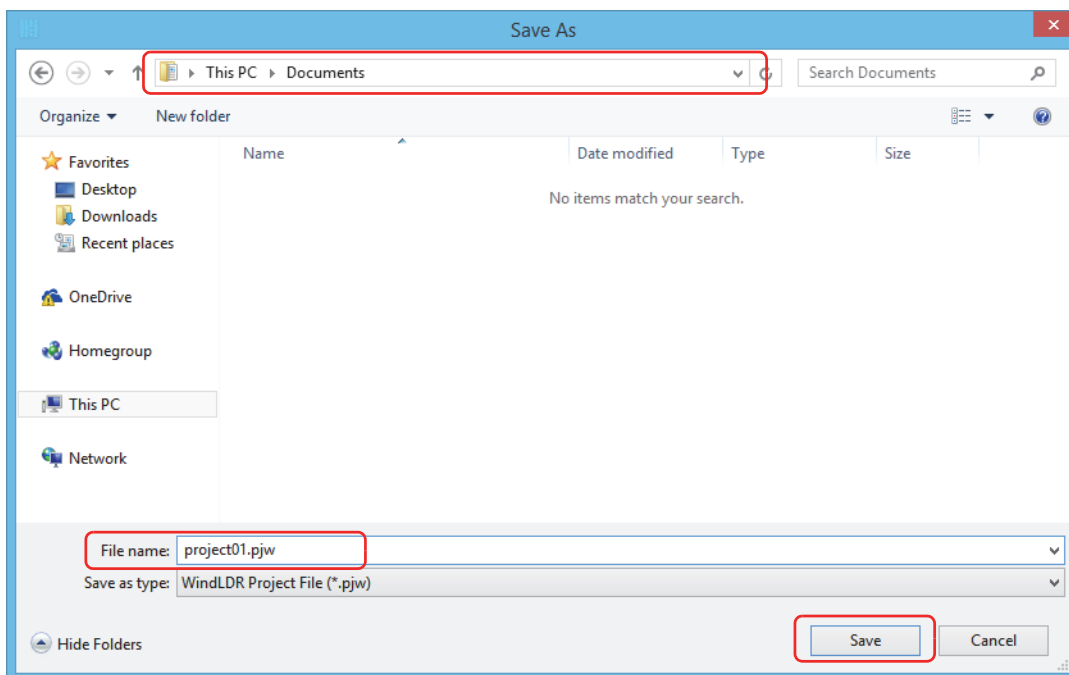 Save As
This PC Documents
Search Documents
Organize New folder
Name Date modified Type Size
No items match your search.
Favorites
Desktop
Downloads
Recent places
OneDrive
Homegroup
This PC
Network
File name: project01.pjw
Save as type: WindLDR Project File (*.pjw)
Hide Folders Save Cancel